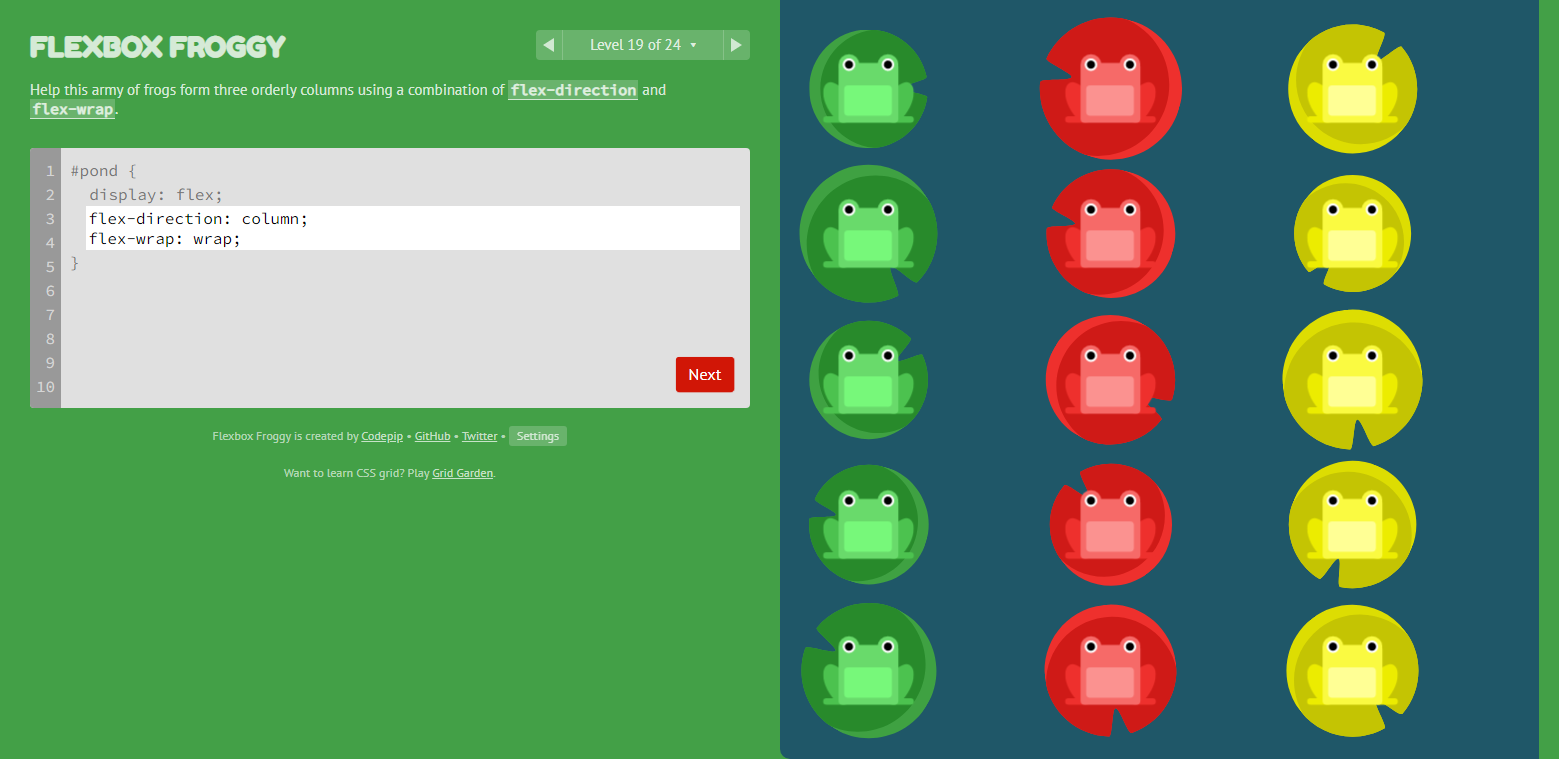 FLEXBOX FROGGY
◀ Level 19 of 24 ▾ ▶
Help this army of frogs form three orderly columns using a combination of flex-direction and
flex-wrap.
1 #pond {
2 display: flex;
3 flex-direction: column;
4 flex-wrap: wrap;
5 }
6
7
8
9
10
Next
Flexbox Froggy is created by Codepip • GitHub • Twitter • Settings
Want to learn CSS grid? Play Grid Garden.